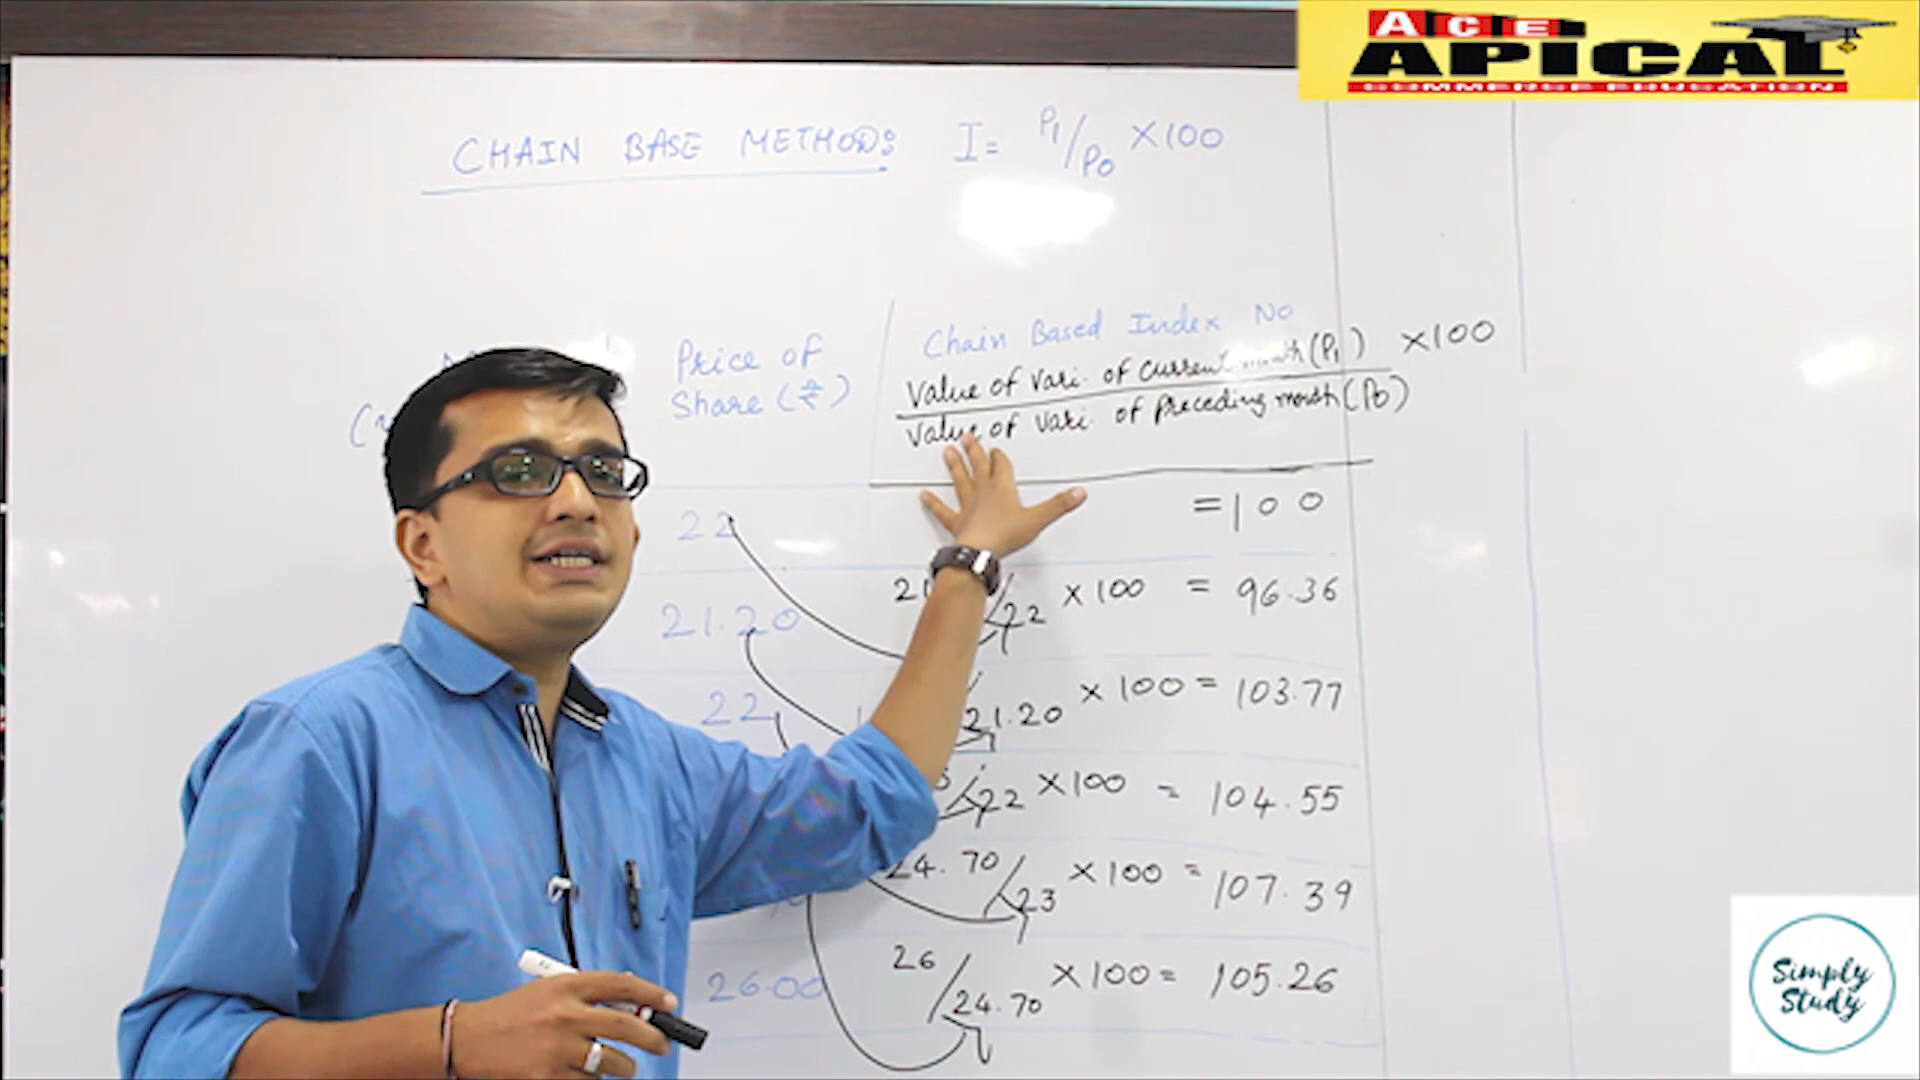 ACE
APICAL
COMMERCE EDUCATION
CHAIN BASE METHOD: I = P1/P0 ×100
Price of
Share (₹)
Chain Based Index No
Value of Vari. of Current month (P1) ×100
Value of Vari. of Preceding month (P0)
22 =100
21.20 /22 ×100 = 96.36
22 21.20 ×100 = 103.77
/22 ×100 = 104.55
24.70/23 ×100 = 107.39
26.00 26/24.70 ×100 = 105.26
Simply
Study